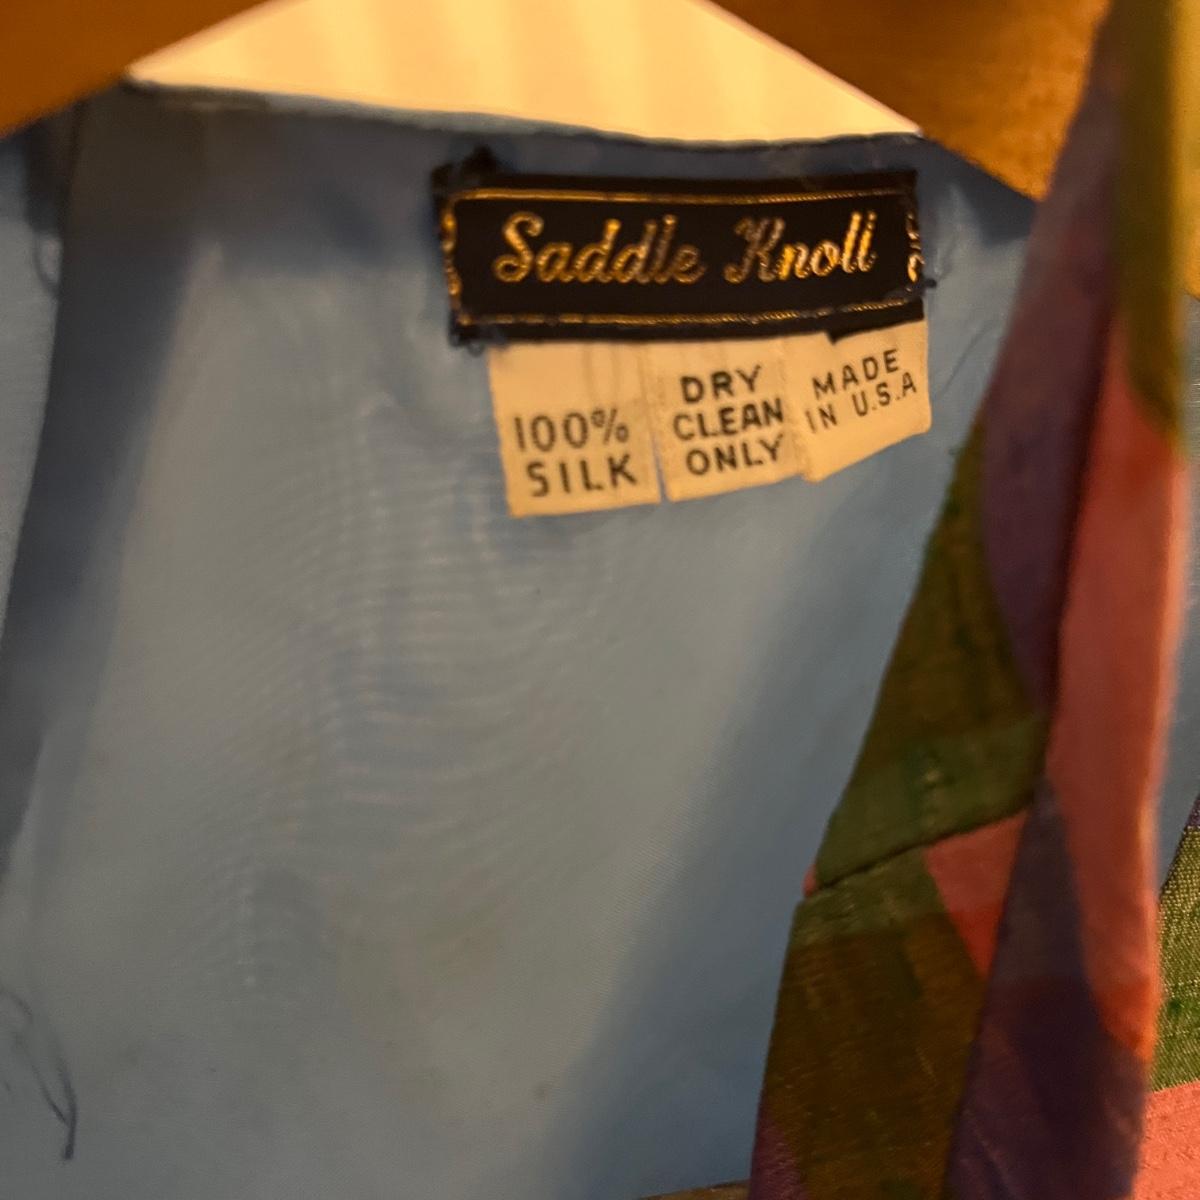 Saddle Knoll
100%
SILK
DRY
CLEAN
ONLY
MADE
IN U.S.A